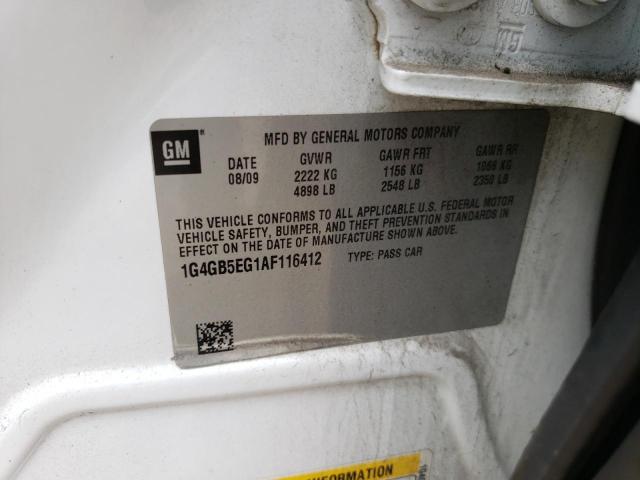 GM
MFD BY GENERAL MOTORS COMPANY
DATE GVWR GAWR FRT GAWR RR
08/09 2222 KG 1156 KG 1066 KG
4898 LB 2548 LB 2350 LB
THIS VEHICLE CONFORMS TO ALL APPLICABLE U.S. FEDERAL MOTOR
VEHICLE SAFETY, BUMPER, AND THEFT PREVENTION STANDARDS IN
EFFECT ON THE DATE OF MANUFACTURE SHOWN ABOVE.
1G4GB5EG1AF116412 TYPE: PASS CAR
INFORMATION